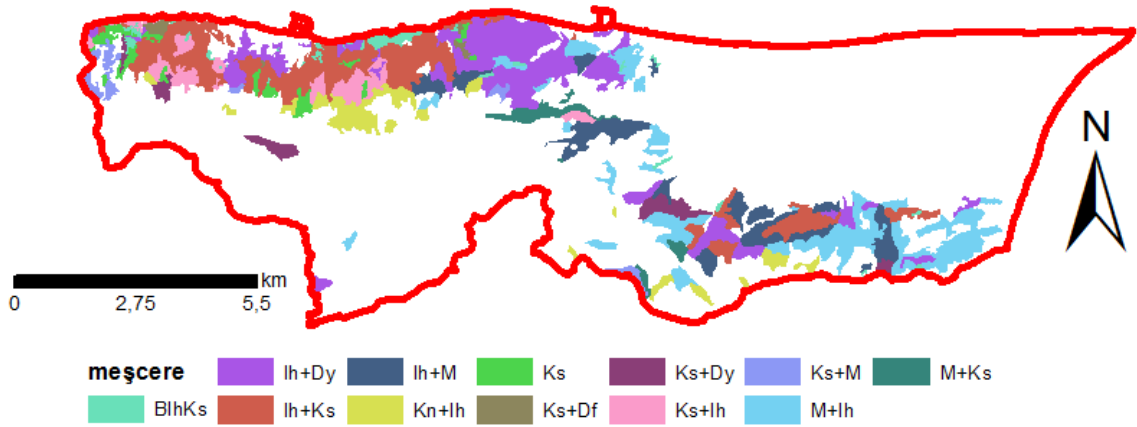 N
km
0 2,75 5,5
meşcere Ih+Dy Ih+M Ks Ks+Dy Ks+M M+Ks
BIhKs Ih+Ks Kn+Ih Ks+Df Ks+Ih M+Ih